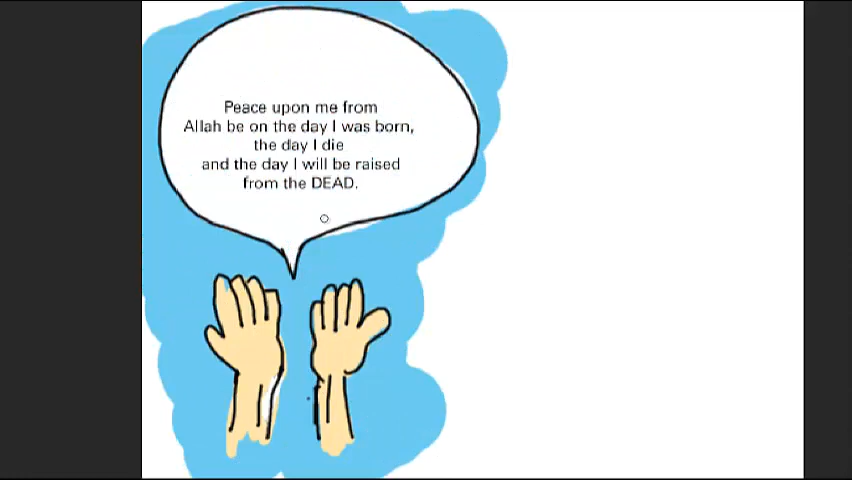 Peace upon me from
Allah be on the day I was born,
the day I die
and the day I will be raised
from the DEAD.